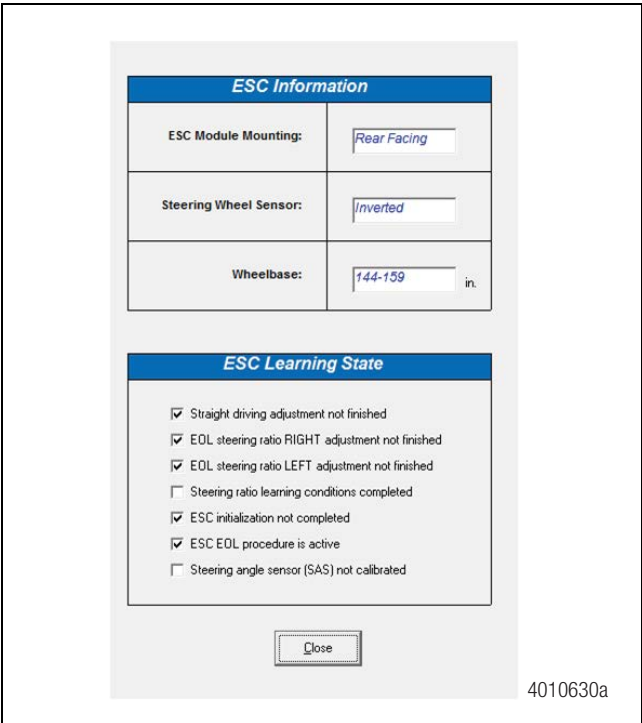 ESC Information
ESC Module Mounting: Rear Facing
Steering Wheel Sensor: Inverted
Wheelbase: 144-159 in.
ESC Learning State
Straight driving adjustment not finished
EOL steering ratio RIGHT adjustment not finished
EOL steering ratio LEFT adjustment not finished
Steering ratio learning conditions completed
ESC initialization not completed
ESC EOL procedure is active
Steering angle sensor (SAS) not calibrated
Close
4010630a